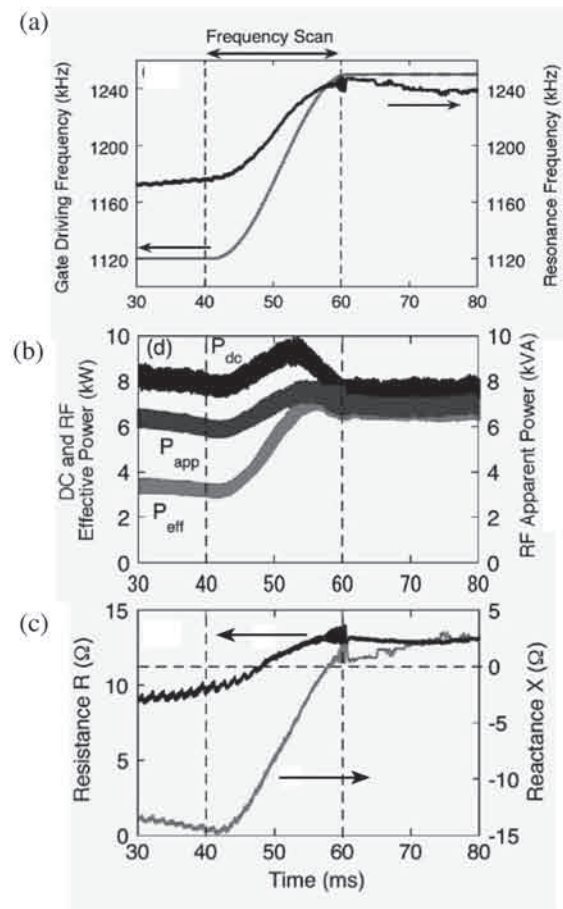 (a)
Frequency Scan
Gate Driving Frequency (kHz)
1240
1200
1160
1120
Resonance Frequency (kHz)
1240
1200
1160
1120
30 40 50 60 70 80
(b)
(d)
DC and RF
Effective Power (kW)
10
8
6
4
2
0
P dc
P app
P eff
RF Apparent Power (kVA)
10
8
6
4
2
0
30 40 50 60 70 80
(c)
Resistance R (Ω)
15
10
5
0
Reactance X (Ω)
5
0
-5
-10
-15
30 40 50 60 70 80
Time (ms)